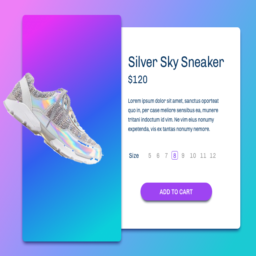 Silver Sky Sneaker
$120
Lorem ipsum dolor sit amet, sanctus oporteat
quo in, per case meliore sensibus ea, munere
tritani indoctum id vim. Ne vim eius nonumy
expetenda, vis ex tantas nonumy nemore.
Size 5 6 7 8 9 10 11 12
ADD TO CART